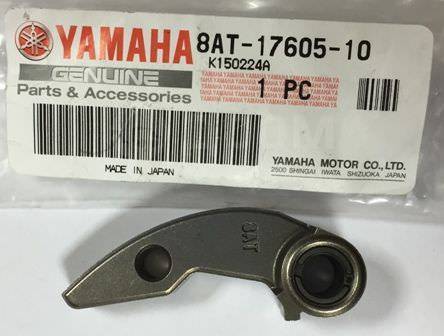 YAMAHA 8AT-17605-10
K150224A
GENUINE
Parts & Accessories
1 PC
MADE IN JAPAN
YAMAHA MOTOR CO.,LTD.
2500 SHINGAI IWATA SHIZUOKA JAPAN
8AT